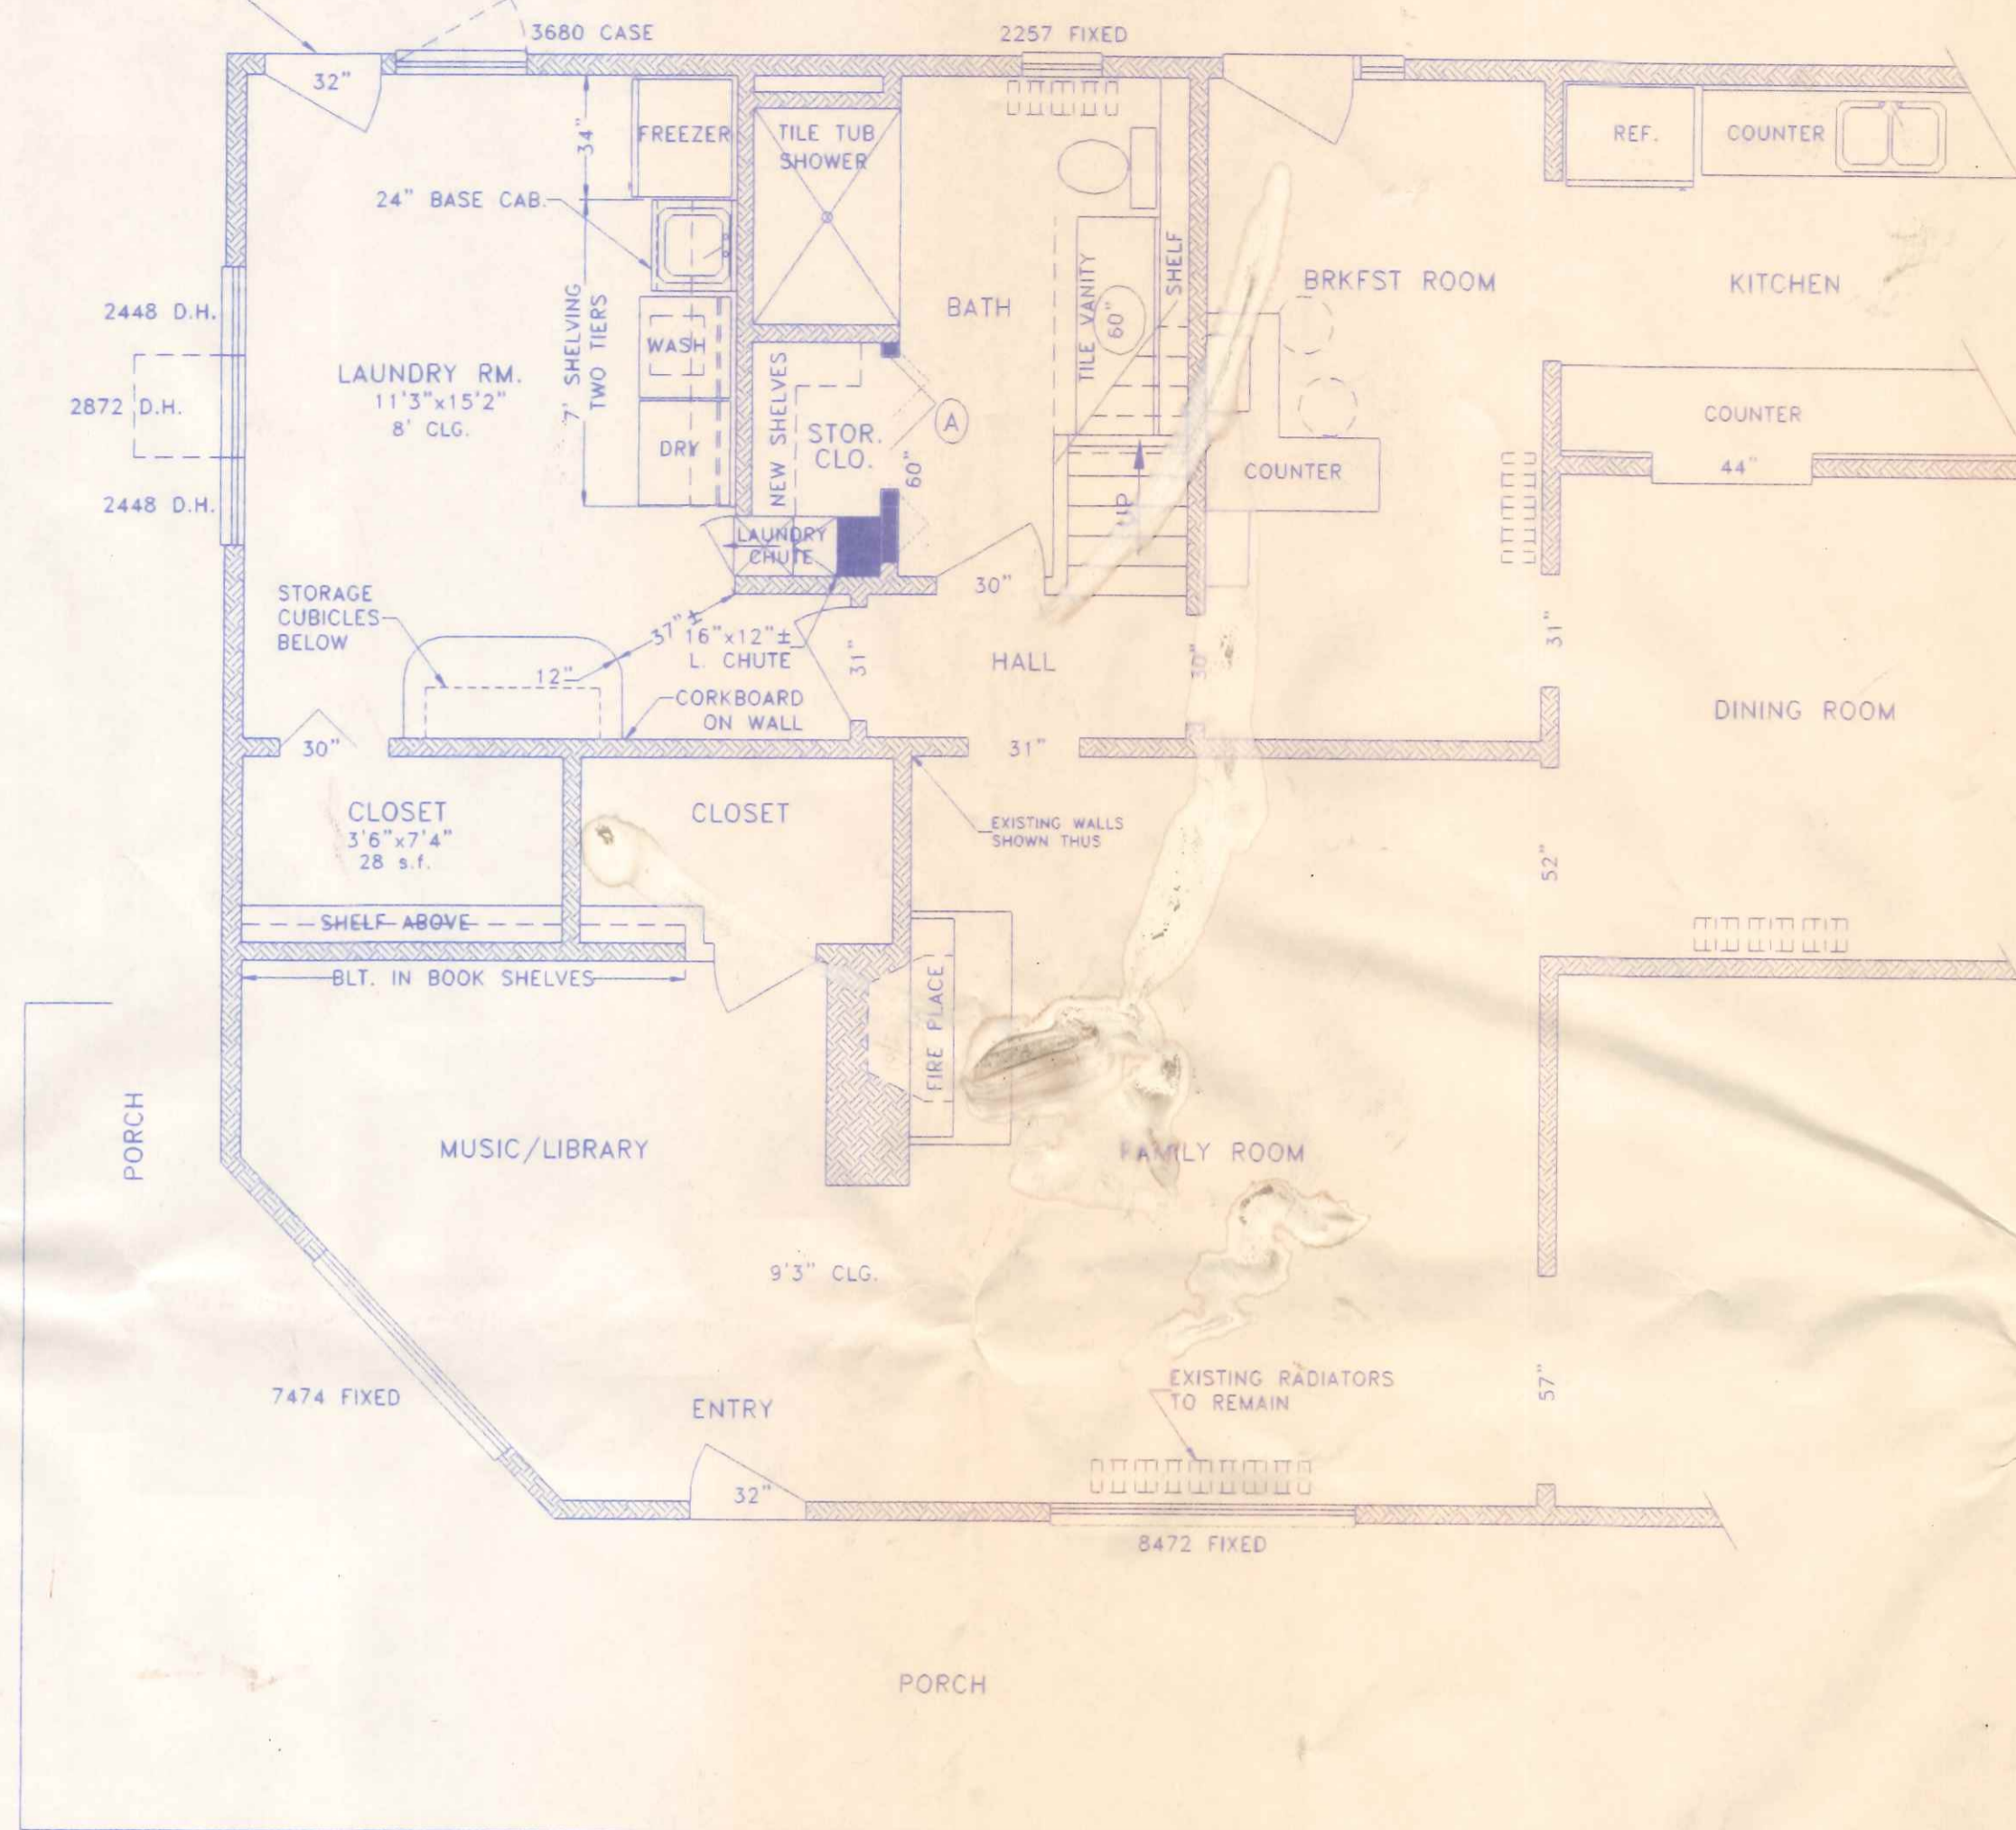 3680 CASE
2257 FIXED
32"
34"
FREEZER
TILE TUB
SHOWER
REF.
COUNTER
24" BASE CAB.
SHELF
TILE VANITY
60"
BRKFST ROOM
KITCHEN
BATH
2448 D.H.
2872 D.H.
2448 D.H.
LAUNDRY RM.
11'3"x15'2"
8' CLG.
7' SHELVING
TWO TIERS
WASH
DRY
NEW SHELVES
STOR.
CLO.
60"
A
COUNTER
COUNTER
44"
UP
LAUNDRY
CHUTE
30"
STORAGE
CUBICLES
BELOW
37"±
16"x12"±
L. CHUTE
31"
HALL
30"
31"
12"
CORKBOARD
ON WALL
DINING ROOM
30"
31"
CLOSET
3'6"x7'4"
28 s.f.
CLOSET
EXISTING WALLS
SHOWN THUS
52"
SHELF ABOVE
BLT. IN BOOK SHELVES
FIRE PLACE
PORCH
MUSIC/LIBRARY
FAMILY ROOM
9'3" CLG.
7474 FIXED
ENTRY
EXISTING RADIATORS
TO REMAIN
57"
32"
8472 FIXED
PORCH